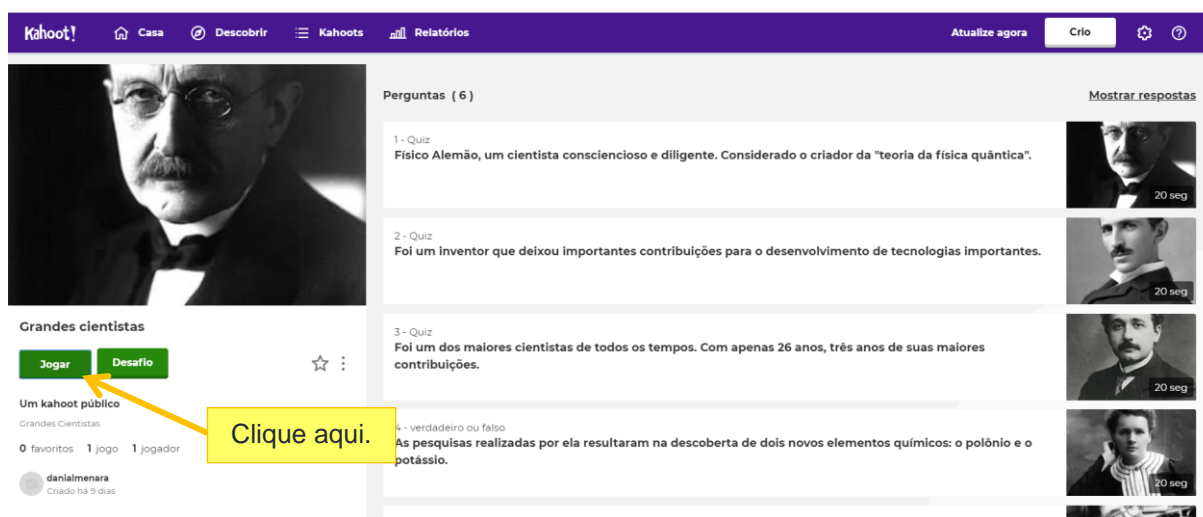 Kahoot!
Casa
Descobrir
Kahoots
Relatórios
Atualize agora
Crio
Perguntas (6)
Mostrar respostas
1 - Quiz
Físico Alemão, um cientista consciencioso e diligente. Considerado o criador da "teoria da física quântica".
20 seg
2 - Quiz
Foi um inventor que deixou importantes contribuições para o desenvolvimento de tecnologias importantes.
20 seg
3 - Quiz
Foi um dos maiores cientistas de todos os tempos. Com apenas 26 anos, três anos de suas maiores
contribuições.
20 seg
4 - verdadeiro ou falso
As pesquisas realizadas por ela resultaram na descoberta de dois novos elementos químicos: o polônio e o
potássio.
20 seg
Grandes cientistas
Jogar
Desafio
Um kahoot público
Grandes Cientistas
0 favoritos 1 jogo 1 jogador
danialmenara
Criado há 9 dias
Clique aqui.